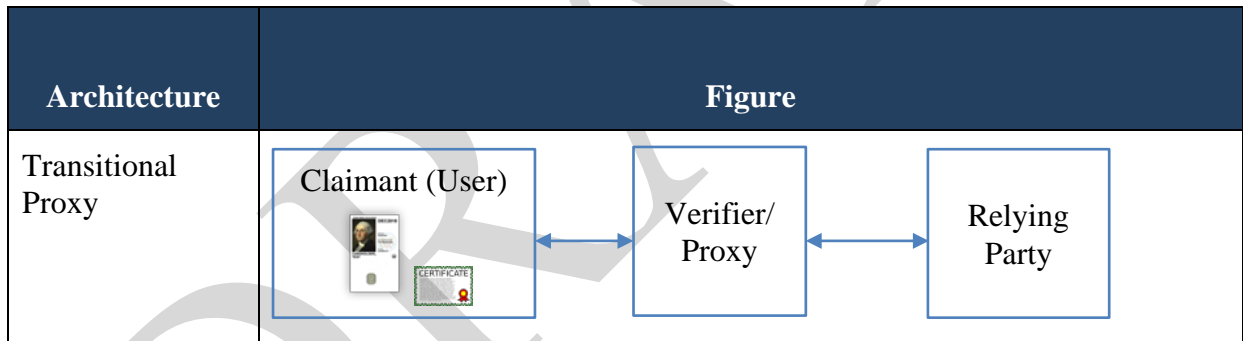 Architecture
Figure
Transitional
Proxy
Claimant (User)
CERTIFICATE
Verifier/
Proxy
Relying
Party